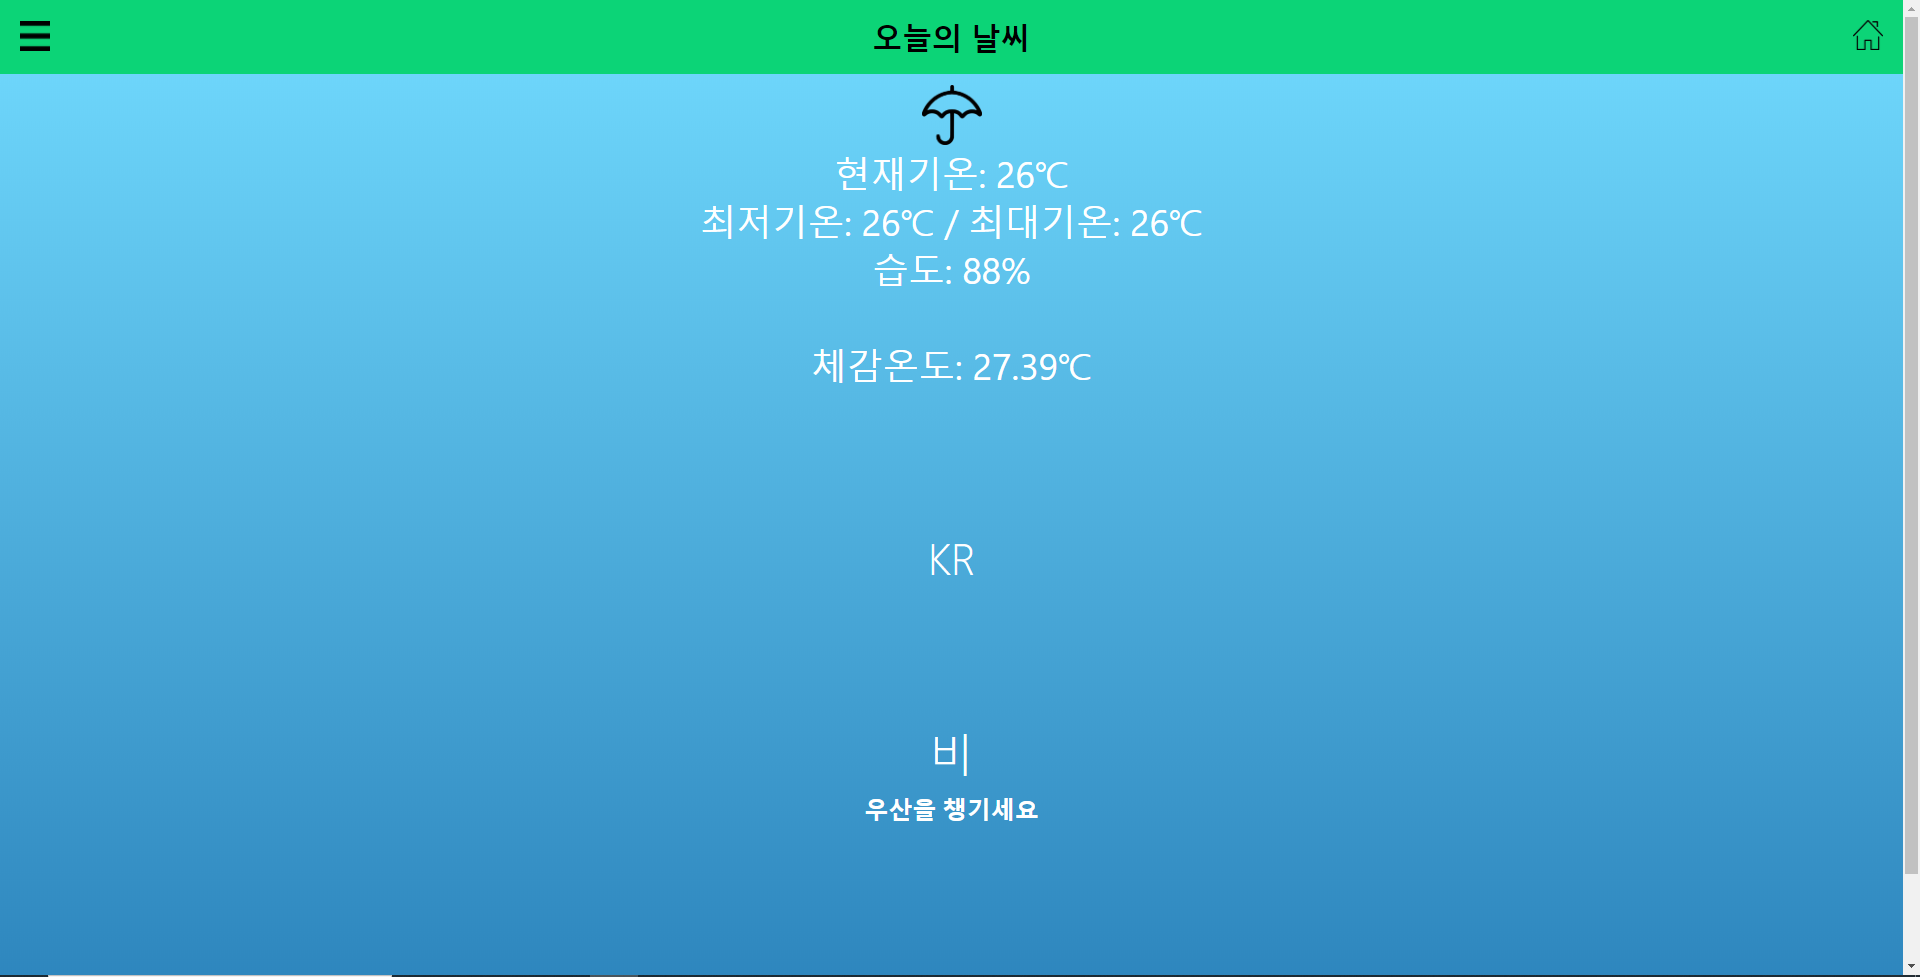 오늘의 날씨
현재기온: 26℃
최저기온: 26℃ / 최대기온: 26℃
습도: 88%
체감온도: 27.39℃
KR
비
우산을 챙기세요